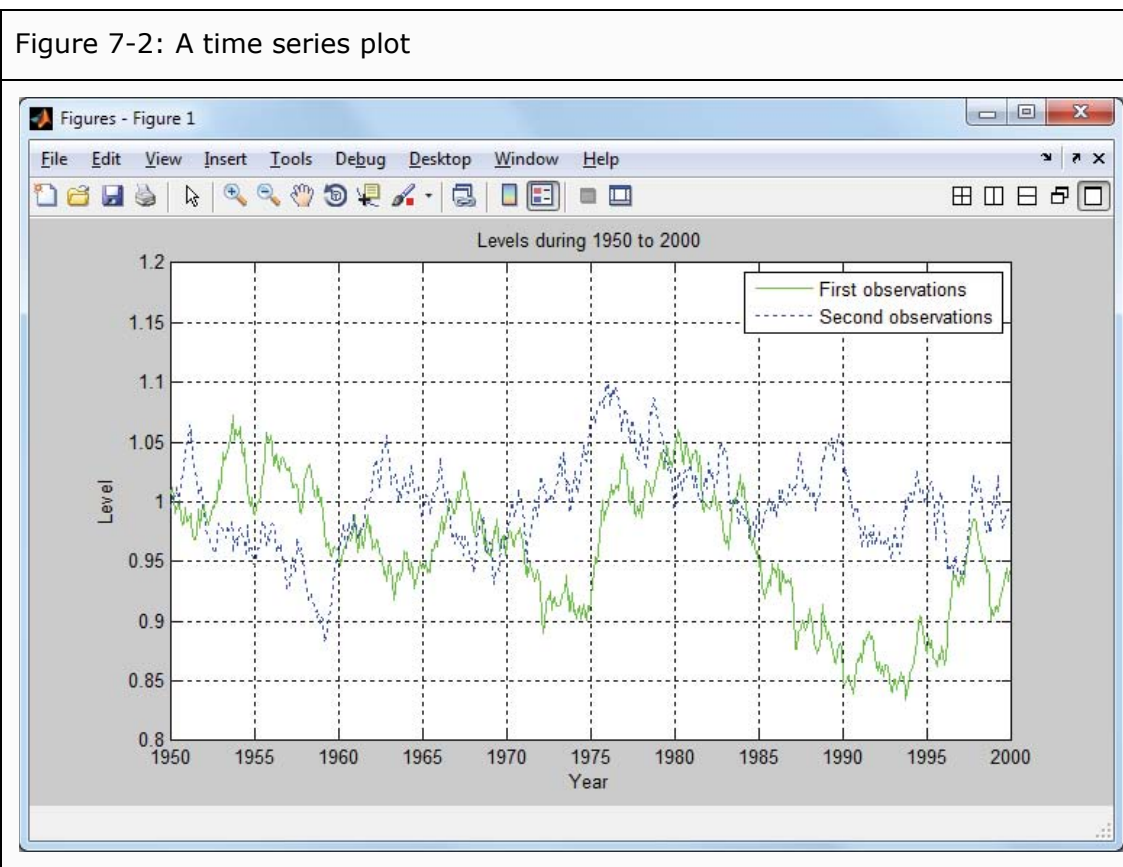 Figure 7-2: A time series plot
Figures - Figure 1
File Edit View Insert Tools Debug Desktop Window Help
Levels during 1950 to 2000
First observations
Second observations
1.2
1.15
1.1
1.05
1
0.95
0.9
0.85
0.8
Level
1950 1955 1960 1965 1970 1975 1980 1985 1990 1995 2000
Year